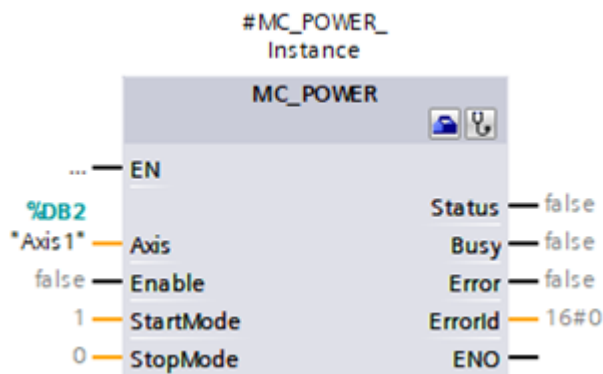 #MC_POWER_
Instance
MC_POWER
... EN
%DB2
Status false
"Axis1" Axis Busy false
false Enable Error false
1 StartMode ErrorId 16#0
0 StopMode ENO